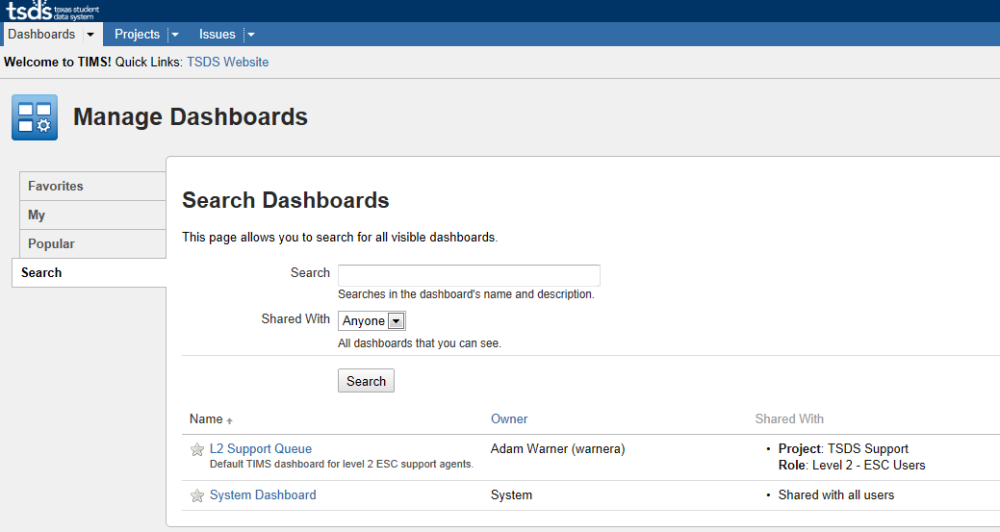 tsds texas student
data system
Dashboards Projects Issues
Welcome to TIMS! Quick Links: TSDS Website
Manage Dashboards
Favorites
My
Popular
Search
Search Dashboards
This page allows you to search for all visible dashboards.
Search
Searches in the dashboard's name and description.
Shared With Anyone
All dashboards that you can see.
Search
Name Owner Shared With
L2 Support Queue Adam Warner (warnera) • Project: TSDS Support
Default TIMS dashboard for level 2 ESC support agents. Role: Level 2 - ESC Users
System Dashboard System • Shared with all users